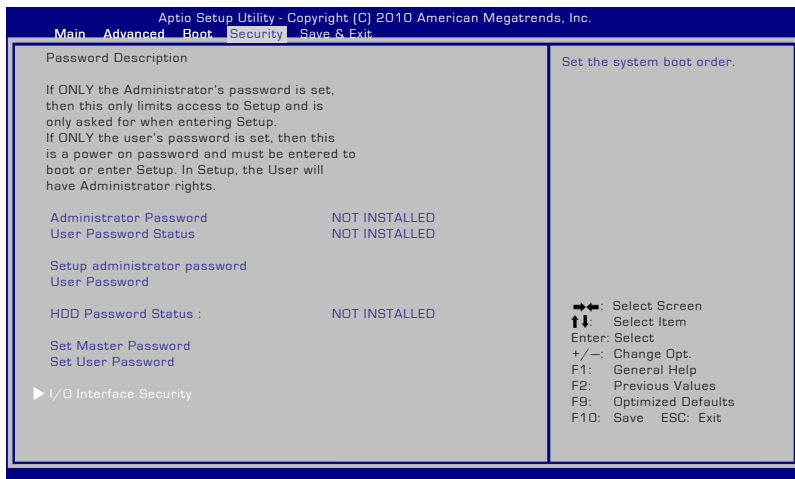 Aptio Setup Utility - Copyright (C) 2010 American Megatrends, Inc.
Main Advanced Boot Security Save & Exit
Password Description
If ONLY the Administrator's password is set,
then this only limits access to Setup and is
only asked for when entering Setup.
If ONLY the user's password is set, then this
is a power on password and must be entered to
boot or enter Setup. In Setup, the User will
have Administrator rights.
Administrator Password NOT INSTALLED
User Password Status NOT INSTALLED
Setup administrator password
User Password
HDD Password Status : NOT INSTALLED
Set Master Password
Set User Password
▶ I/O Interface Security
Set the system boot order.
→←: Select Screen
↑↓: Select Item
Enter: Select
+/—: Change Opt.
F1: General Help
F2: Previous Values
F9: Optimized Defaults
F10: Save ESC: Exit